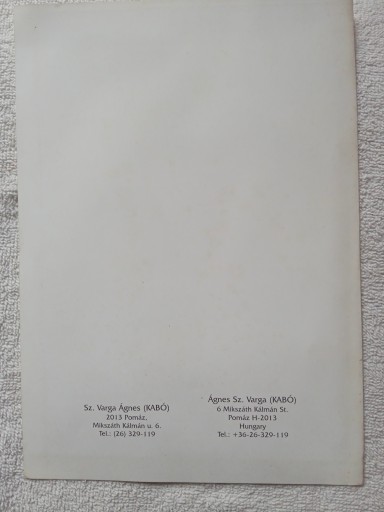 Sz. Varga Ágnes (KABÓ)
2013 Pomáz,
Mikszáth Kálmán u. 6.
Tel.: (26) 329-119
Ágnes Sz. Varga (KABÓ)
6 Mikszáth Kálmán St.
Pomáz H-2013
Hungary
Tel.: +36-26-329-119